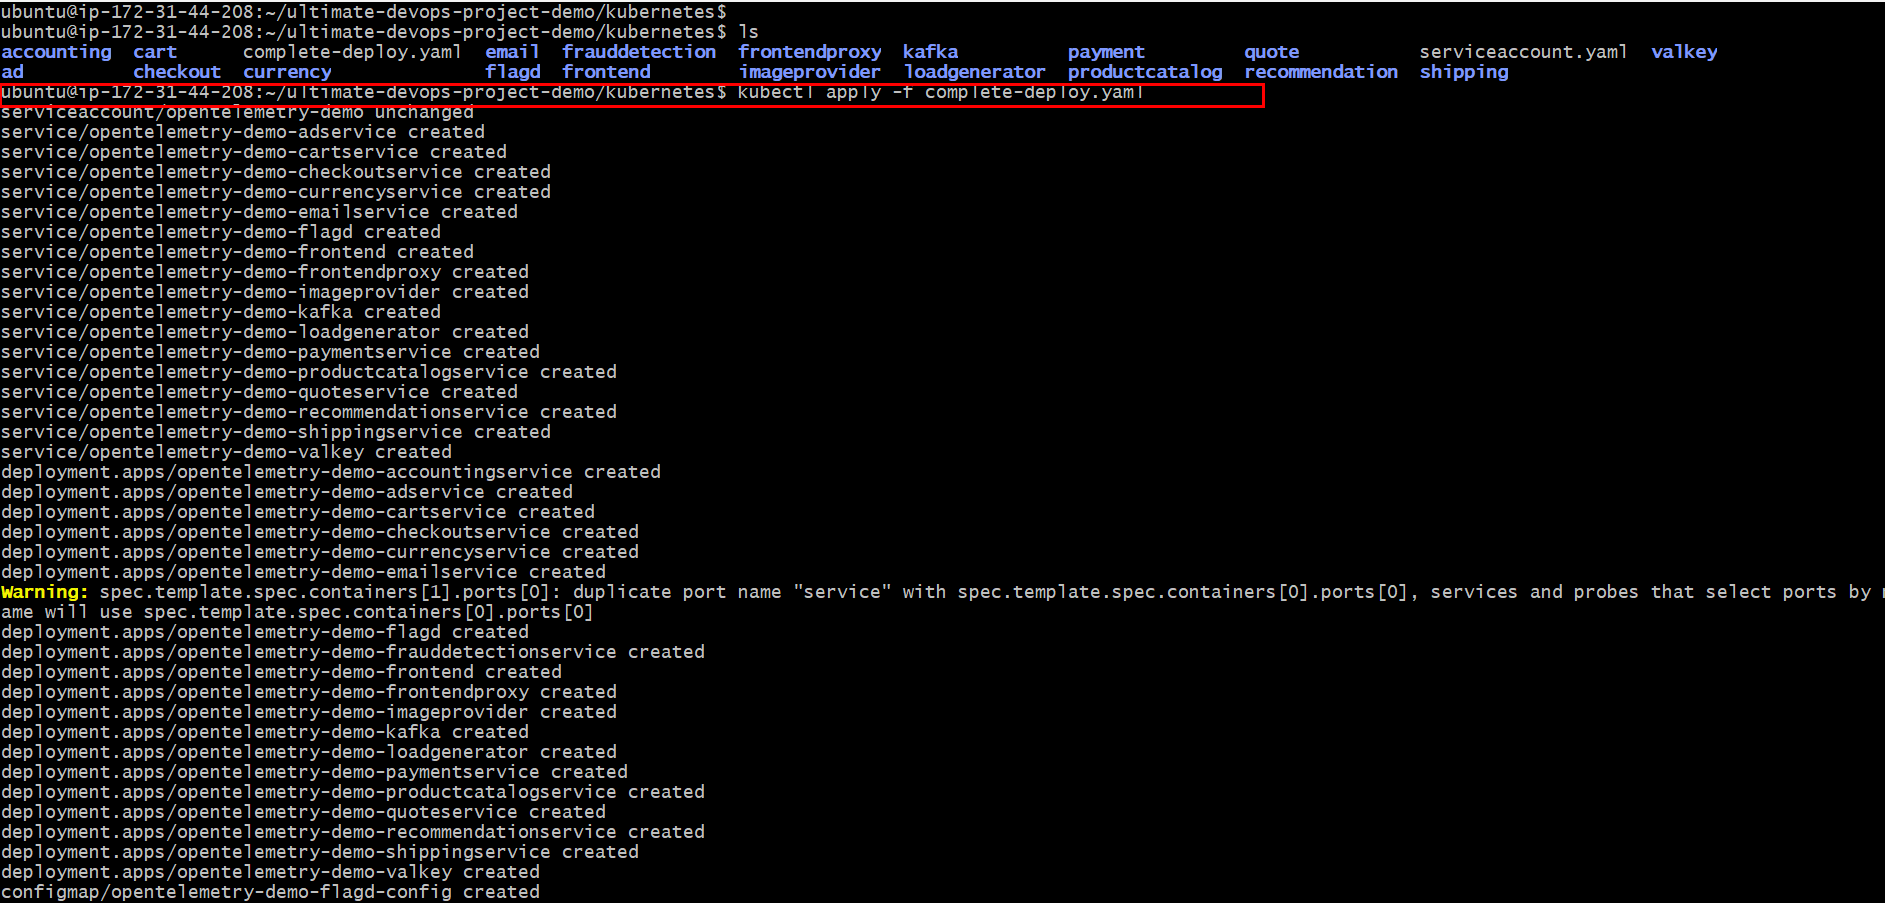 ubuntu@ip-172-31-44-208:~/ultimate-devops-project-demo/kubernetes$
ubuntu@ip-172-31-44-208:~/ultimate-devops-project-demo/kubernetes$ ls
accounting  cart      complete-deploy.yaml  email  frauddetection  frontendproxy  kafka          payment         quote           serviceaccount.yaml  valkey
ad          checkout  currency              flagd  frontend        imageprovider  loadgenerator  productcatalog  recommendation  shipping
ubuntu@ip-172-31-44-208:~/ultimate-devops-project-demo/kubernetes$ kubectl apply -f complete-deploy.yaml
serviceaccount/opentelemetry-demo unchanged
service/opentelemetry-demo-adservice created
service/opentelemetry-demo-cartservice created
service/opentelemetry-demo-checkoutservice created
service/opentelemetry-demo-currencyservice created
service/opentelemetry-demo-emailservice created
service/opentelemetry-demo-flagd created
service/opentelemetry-demo-frontend created
service/opentelemetry-demo-frontendproxy created
service/opentelemetry-demo-imageprovider created
service/opentelemetry-demo-kafka created
service/opentelemetry-demo-loadgenerator created
service/opentelemetry-demo-paymentservice created
service/opentelemetry-demo-productcatalogservice created
service/opentelemetry-demo-quoteservice created
service/opentelemetry-demo-recommendationservice created
service/opentelemetry-demo-shippingservice created
service/opentelemetry-demo-valkey created
deployment.apps/opentelemetry-demo-accountingservice created
deployment.apps/opentelemetry-demo-adservice created
deployment.apps/opentelemetry-demo-cartservice created
deployment.apps/opentelemetry-demo-checkoutservice created
deployment.apps/opentelemetry-demo-currencyservice created
deployment.apps/opentelemetry-demo-emailservice created
Warning: spec.template.spec.containers[1].ports[0]: duplicate port name "service" with spec.template.spec.containers[0].ports[0], services and probes that select ports by n
ame will use spec.template.spec.containers[0].ports[0]
deployment.apps/opentelemetry-demo-flagd created
deployment.apps/opentelemetry-demo-frauddetectionservice created
deployment.apps/opentelemetry-demo-frontend created
deployment.apps/opentelemetry-demo-frontendproxy created
deployment.apps/opentelemetry-demo-imageprovider created
deployment.apps/opentelemetry-demo-kafka created
deployment.apps/opentelemetry-demo-loadgenerator created
deployment.apps/opentelemetry-demo-paymentservice created
deployment.apps/opentelemetry-demo-productcatalogservice created
deployment.apps/opentelemetry-demo-quoteservice created
deployment.apps/opentelemetry-demo-recommendationservice created
deployment.apps/opentelemetry-demo-shippingservice created
deployment.apps/opentelemetry-demo-valkey created
configmap/opentelemetry-demo-flagd-config created